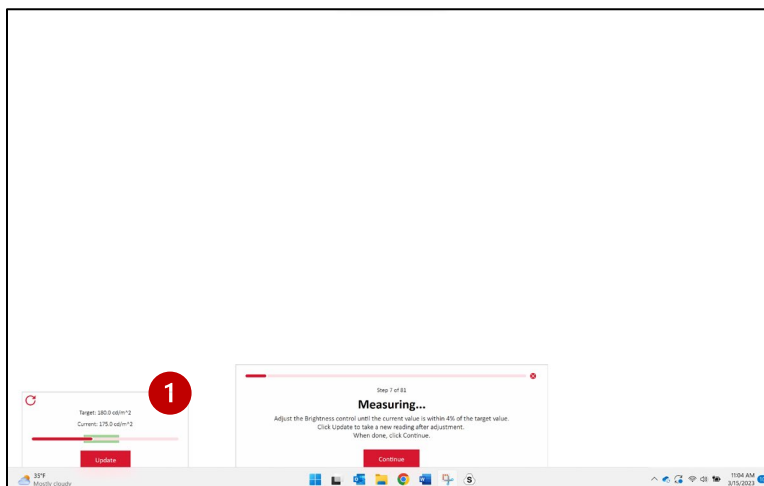 Step 7 of 81
Measuring...
Adjust the Brightness control until the current value is within 4% of the target value.
Click Update to take a new reading after adjustment.
When done, click Continue.
Continue
1
Target: 180.0 cd/m^2
Current: 175.0 cd/m^2
Update
35°F
Mostly cloudy
S
11:04 AM
3/15/2023